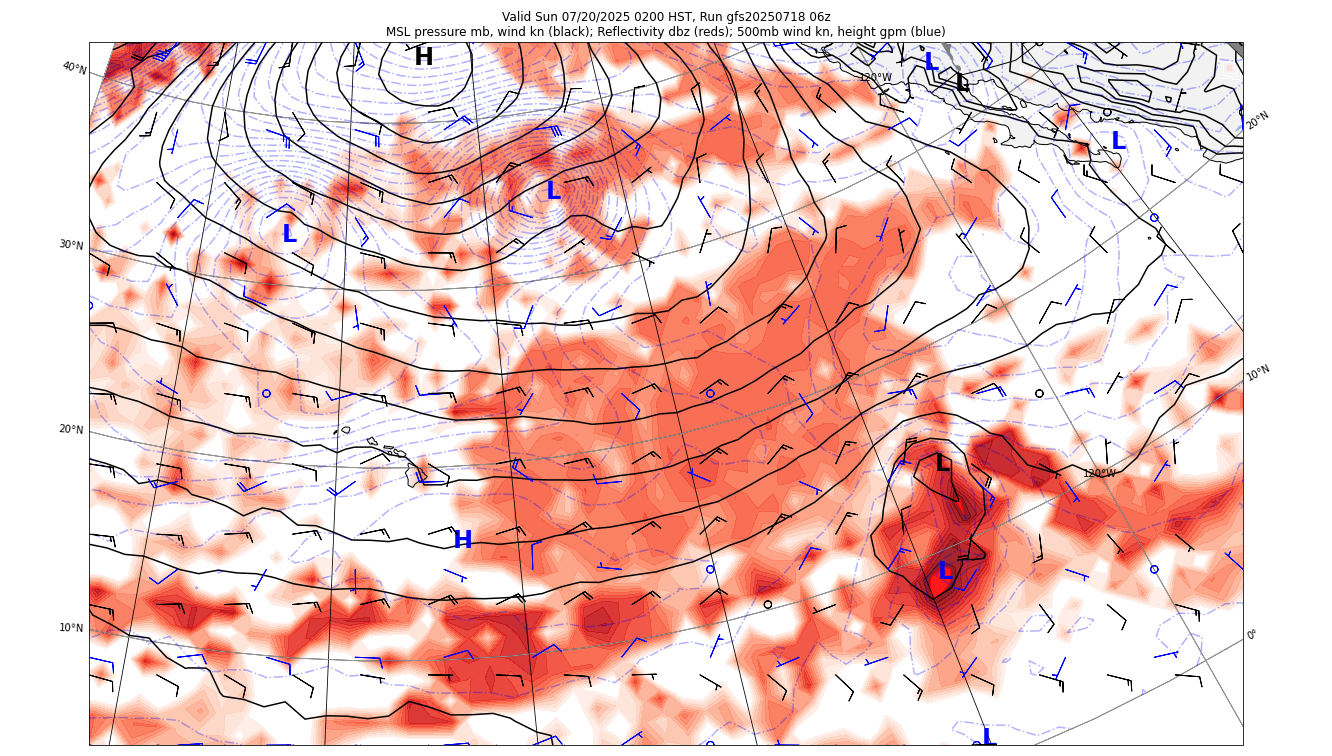 Valid Sun 07/20/2025 0200 HST, Run gfs20250718 06z
MSL pressure mb, wind kn (black); Reflectivity dbz (reds); 500mb wind kn, height gpm (blue)
H
L
40°N
120°W
L
20°N
L
L
L
30°N
10°N
20°N
L
120°W
H
L
10°N
0°
L